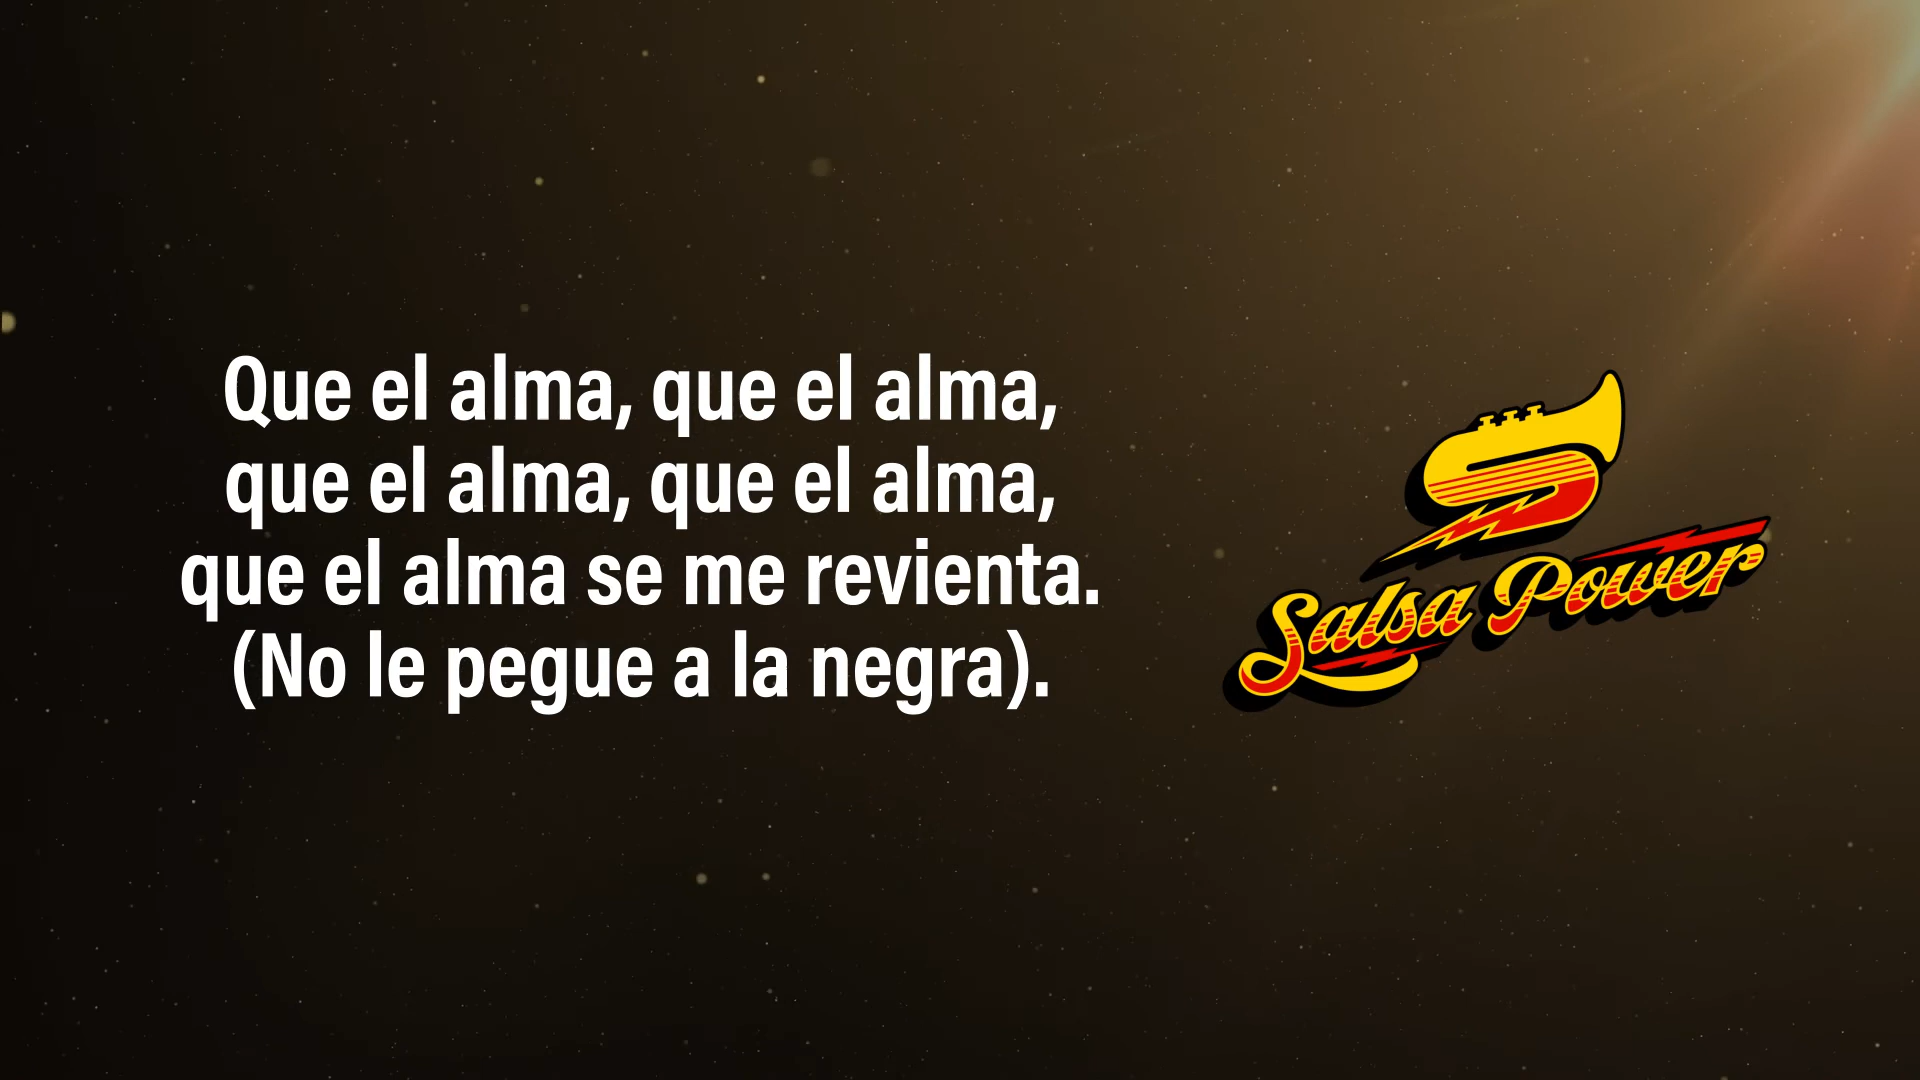 Que el alma, que el alma,
que el alma, que el alma,
que el alma se me revienta.
(No le pegue a la negra).
Salsa Power